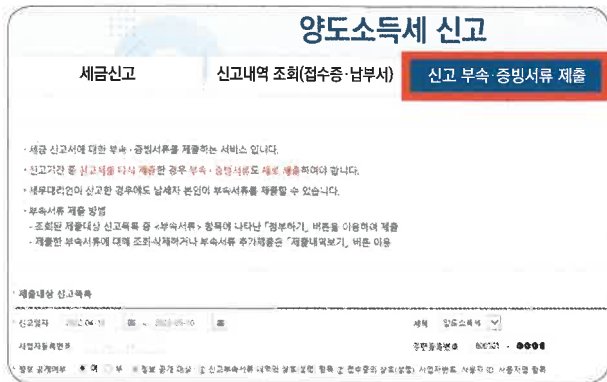 양도소득세 신고
세금신고 신고내역 조회(접수증·납부서) 신고 부속·증빙서류 제출
· 세금 신고서에 대한 부속·증빙서류를 제출하는 서비스 입니다.
· 신고기간 중 신고서를 다시 제출한 경우 부속·증빙서류도 새로 제출하여야 합니다.
· 세무대리인이 신고한 경우에도 납세자 본인이 부속서류를 제출할 수 있습니다.
· 부속서류 제출 방법
- 조회된 제출대상 신고목록 중 <부속서류> 항목에 나타난 「첨부하기」 버튼을 이용하여 제출
- 제출한 부속서류에 대해 조회·삭제하거나 부속서류 추가제출은 「제출내역보기」 버튼 이용
· 제출대상 신고목록
· 신고일자 세목 양도소득세
사업자등록번호 주민등록번호
· 정보 공개여부 여 부